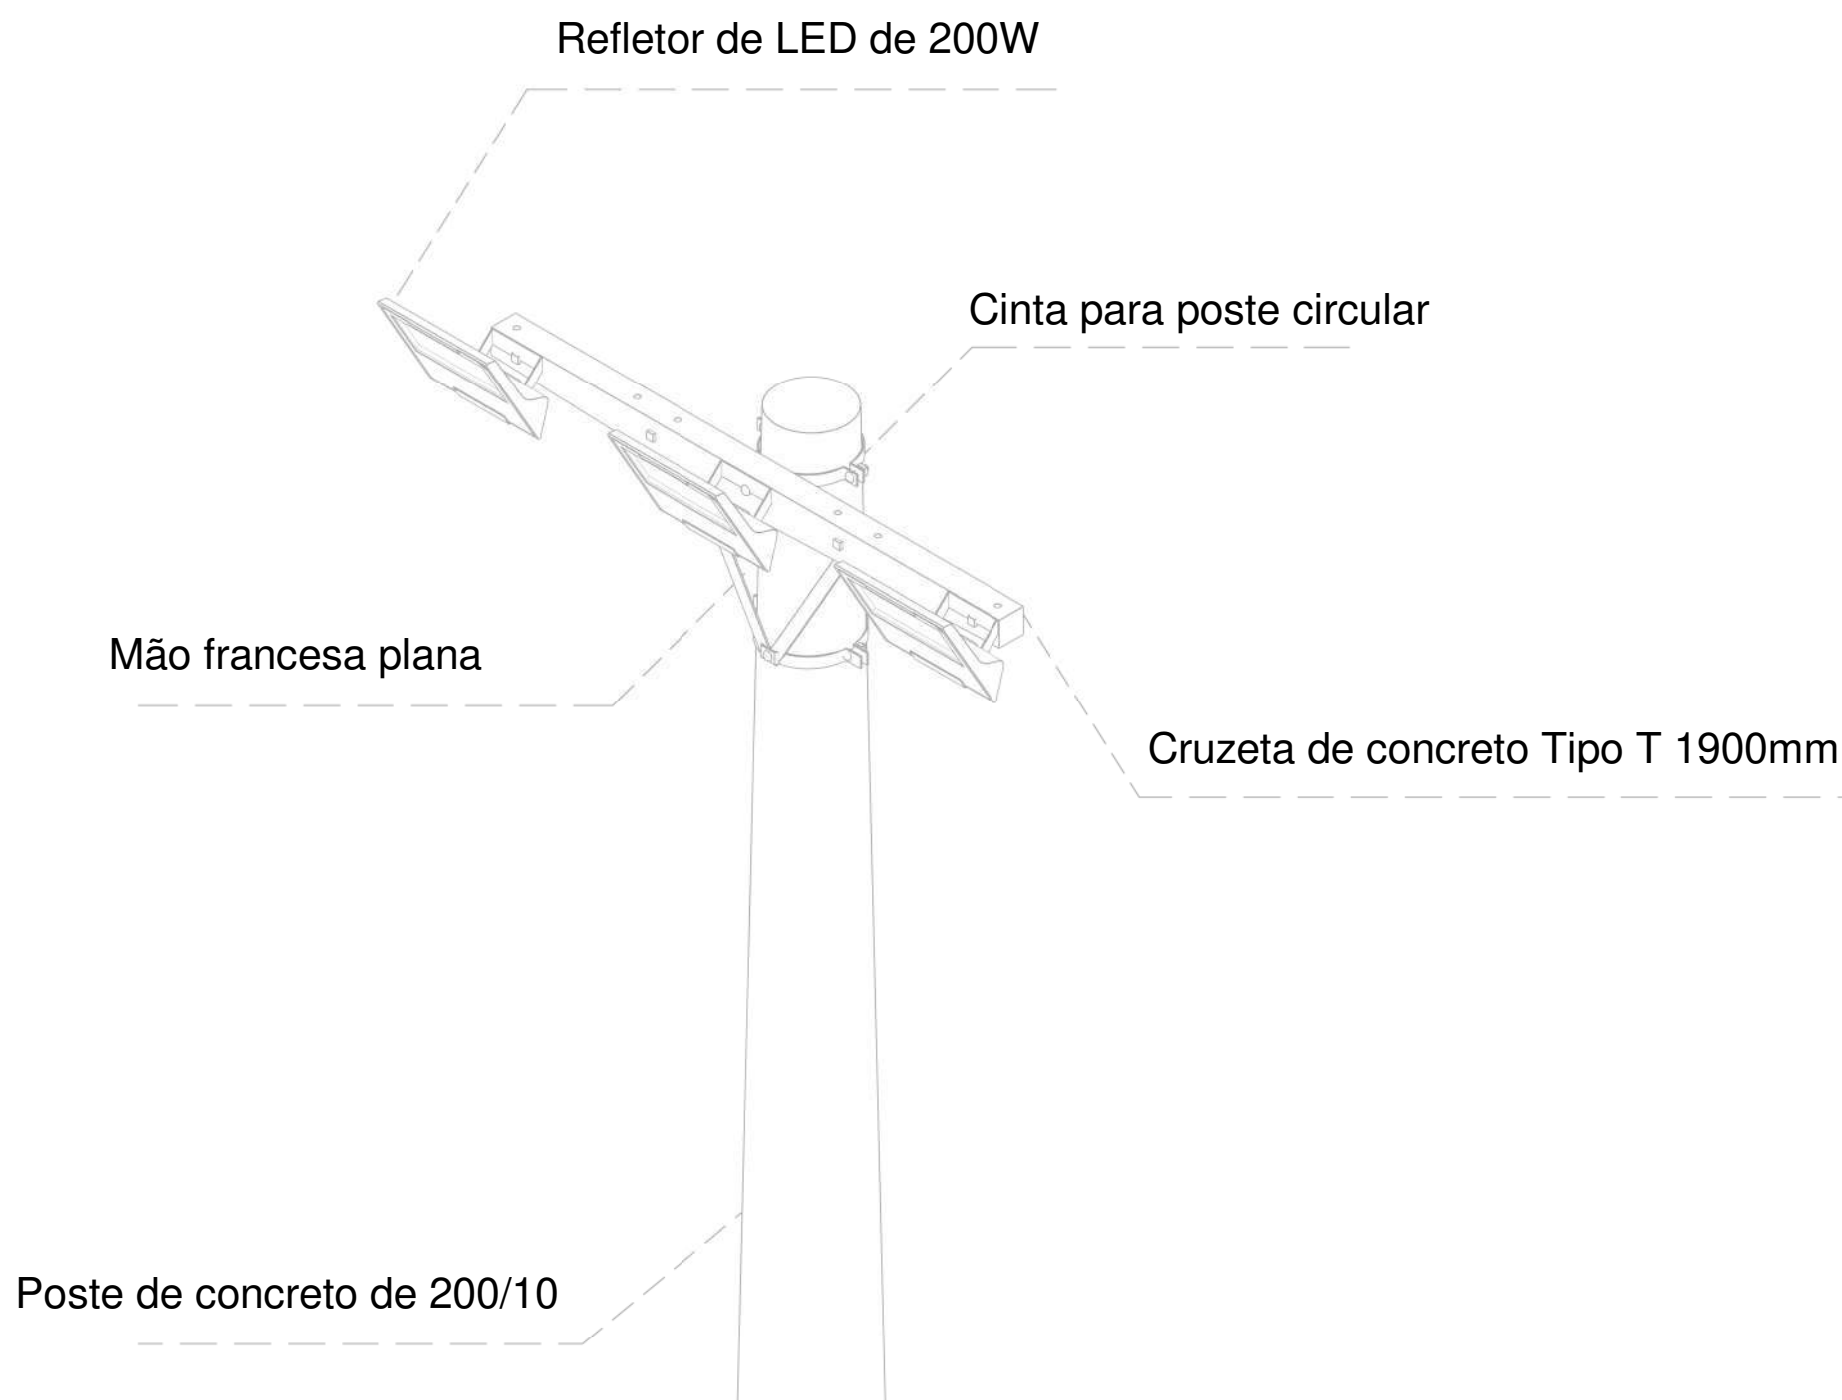 Refletor de LED de 200W
Cinta para poste circular
Mão francesa plana
Cruzeta de concreto Tipo T 1900mm
Poste de concreto de 200/10